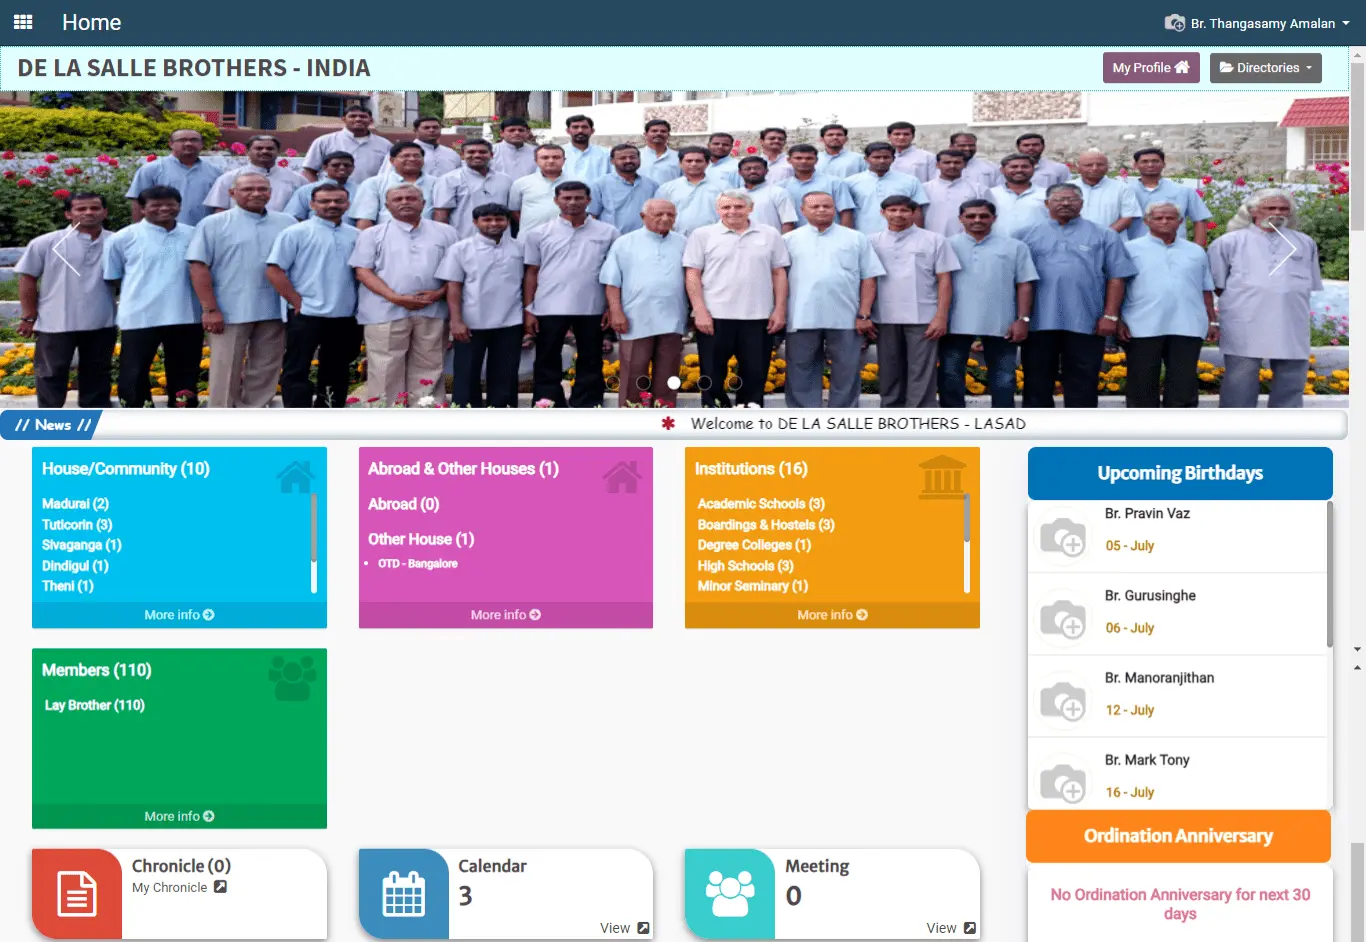 Home
Br. Thangasamy Amalan
DE LA SALLE BROTHERS - INDIA
My Profile
Directories
// News //
Welcome to DE LA SALLE BROTHERS - LASAD
House/Community (10)
Madurai (2)
Tuticorin (3)
Sivaganga (1)
Dindigul (1)
Theni (1)
More info
Abroad & Other Houses (1)
Abroad (0)
Other House (1)
• OTD - Bangalore
More info
Institutions (16)
Academic Schools (3)
Boardings & Hostels (3)
Degree Colleges (1)
High Schools (3)
Minor Seminary (1)
More info
Members (110)
Lay Brother (110)
More info
Upcoming Birthdays
Br. Pravin Vaz
05 - July
Br. Gurusinghe
06 - July
Br. Manoranjithan
12 - July
Br. Mark Tony
16 - July
Ordination Anniversary
No Ordination Anniversary for next 30
days
Chronicle (0)
My Chronicle
Calendar
3
View
Meeting
0
View